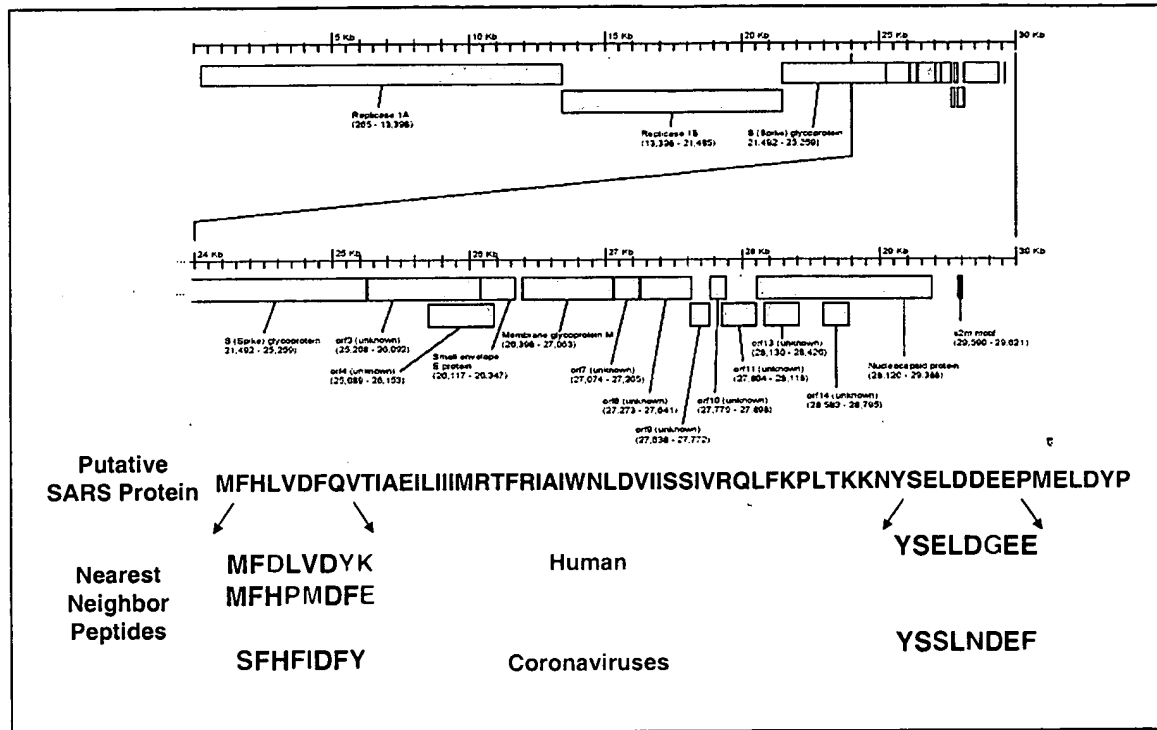 5 Kb 10 Kb 15 Kb 20 Kb 25 Kb 30 Kb
Replicase 1A
(265 - 13,398)
Replicase 1B
(13,398 - 21,485)
S (Spike) glycoprotein
21,492 - 25,259)
24 Kb 25 Kb 26 Kb 27 Kb 28 Kb 29 Kb 30 Kb
S (Spike) glycoprotein
21,492 - 25,259)
orf3 (unknown)
(25,268 - 26,092)
orf4 (unknown)
(25,689 - 26,153)
Small envelope
E protein
(26,117 - 26,347)
Membrane glycoprotein M
(26,398 - 27,063)
orf7 (unknown)
(27,074 - 27,265)
orf8 (unknown)
(27,273 - 27,641)
orf9 (unknown)
(27,638 - 27,772)
orf10 (unknown)
(27,779 - 27,898)
orf11 (unknown)
(27,864 - 28,118)
orf13 (unknown)
(28,130 - 28,426)
orf14 (unknown)
(28,583 - 28,795)
Nucleocapsid protein
(28,120 - 29,388)
s2m motif
(29,590 - 29,621)
Putative
SARS Protein
MFHLVDFQVTIAEILIIIMRTFRIAIWNLDVIISSIVRQLFKPLTKKNYSELDDEEPMELDYP
Nearest
Neighbor
Peptides
MFDLVDYK
MFHPMDFE
Human
YSELDGEE
SFHFIDFY
Coronaviruses
YSSLNDEF